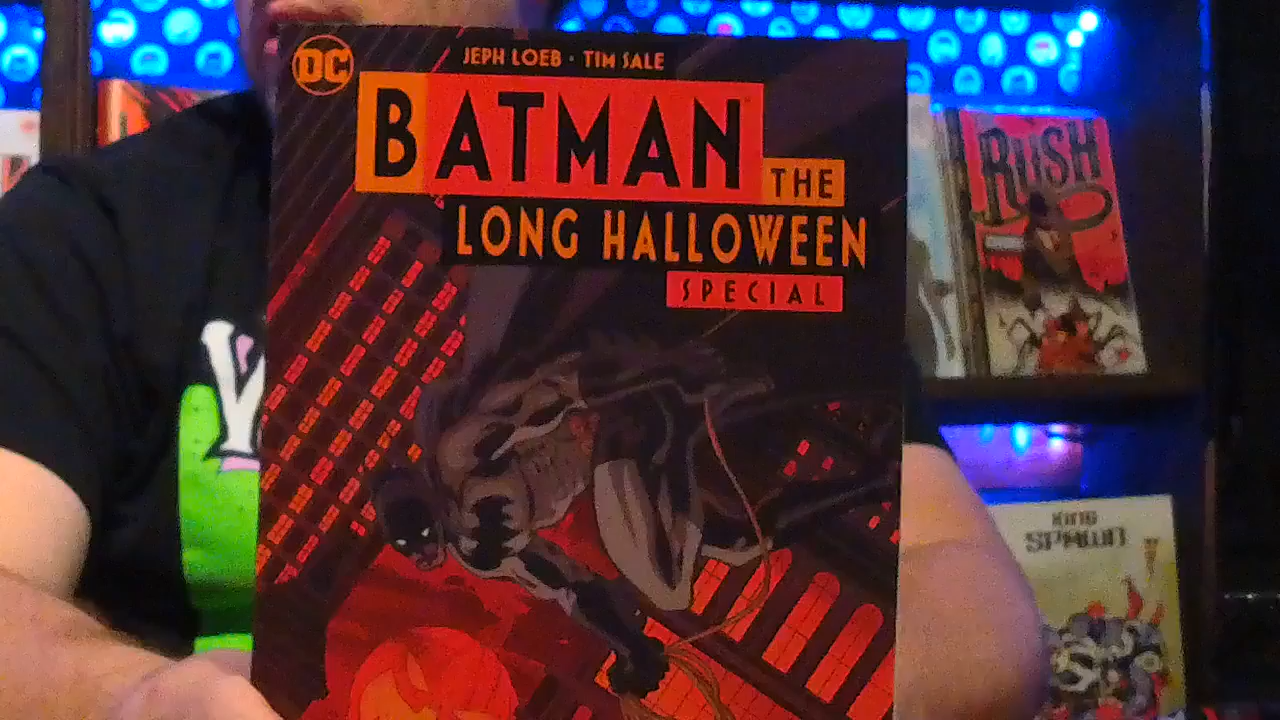 DC
JEPH LOEB · TIM SALE
BATMAN
THE
LONG HALLOWEEN
SPECIAL
RUSH
KING
SPAWN